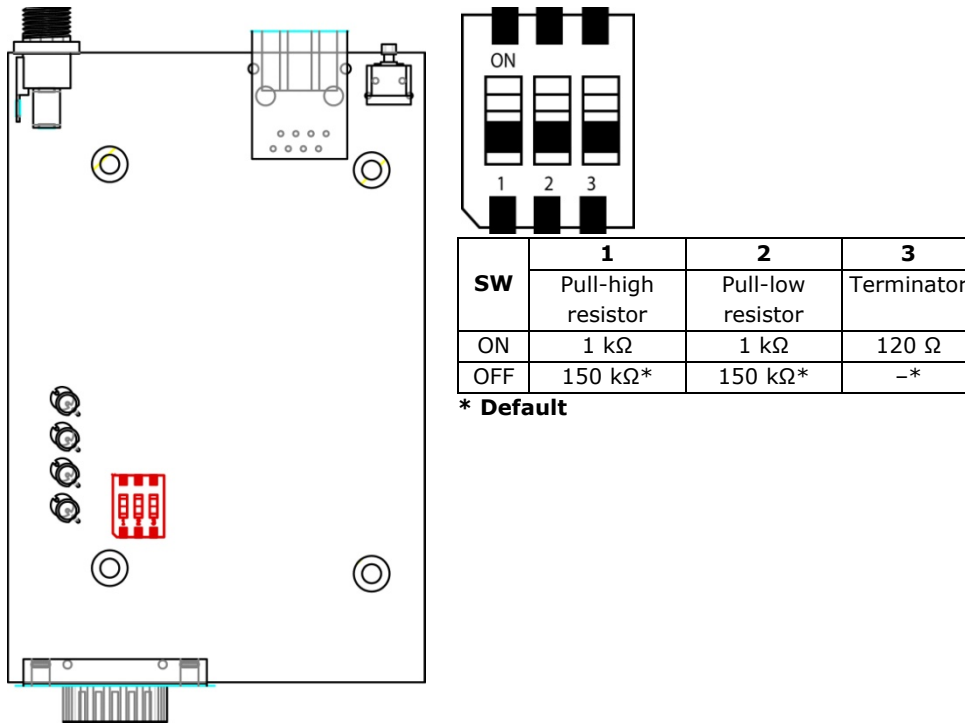 ON
1 2 3
SW 1 2 3
Pull-high resistor Pull-low resistor Terminator
ON 1 kΩ 1 kΩ 120 Ω
OFF 150 kΩ* 150 kΩ* –*
* Default